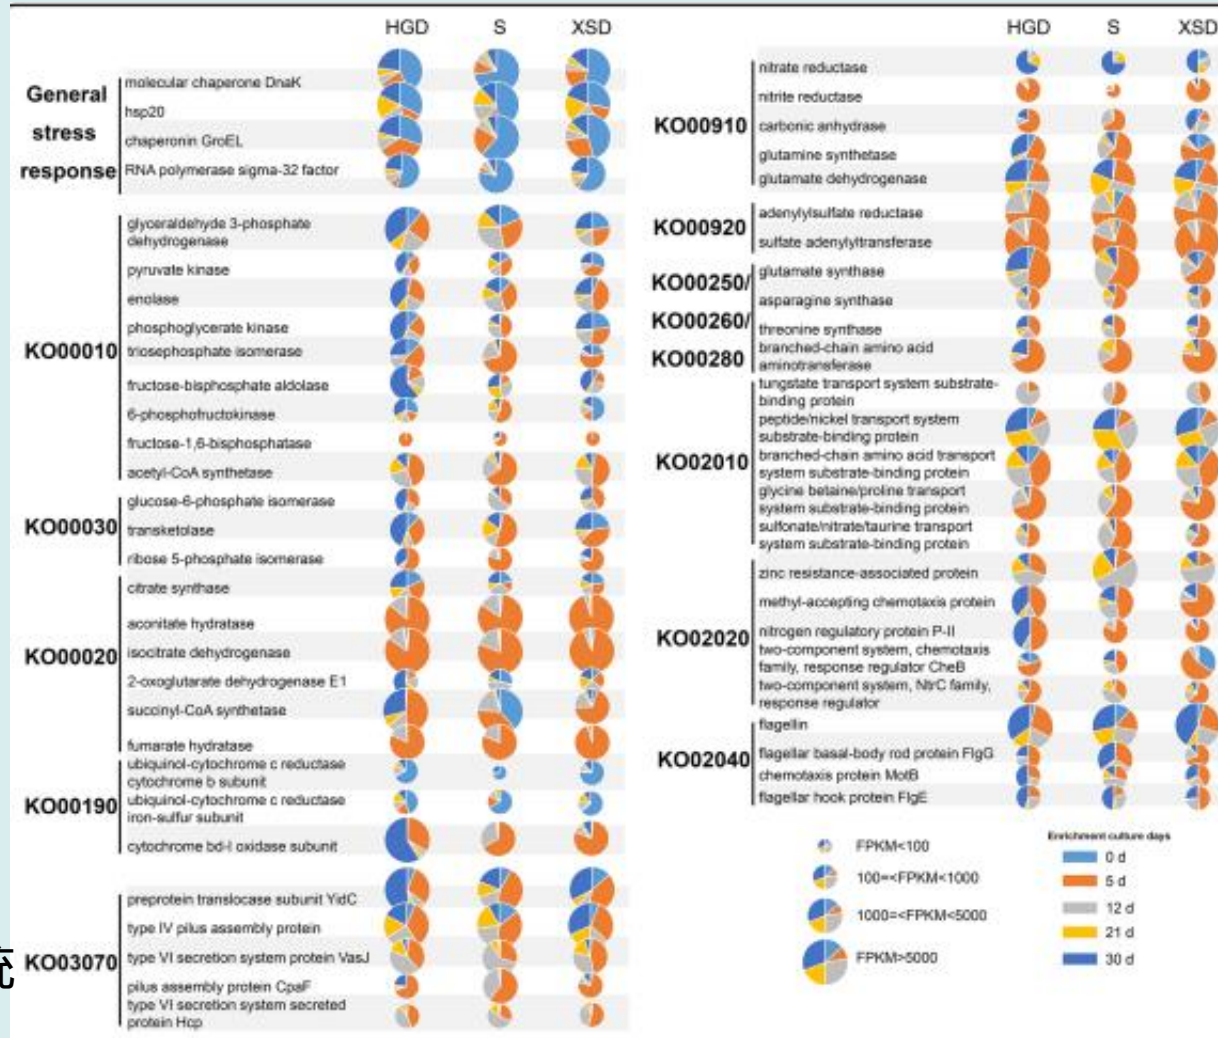 HGD S XSD
General stress response
molecular chaperone DnaK
hsp20
chaperonin GroEL
RNA polymerase sigma-32 factor
KO00010
glyceraldehyde 3-phosphate
dehydrogenase
pyruvate kinase
enolase
phosphoglycerate kinase
triosephosphate isomerase
fructose-bisphosphate aldolase
6-phosphofructokinase
fructose-1,6-bisphosphatase
acetyl-CoA synthetase
KO00030
glucose-6-phosphate isomerase
transketolase
ribose 5-phosphate isomerase
KO00020
citrate synthase
aconitate hydratase
isocitrate dehydrogenase
2-oxoglutarate dehydrogenase E1
succinyl-CoA synthetase
fumarate hydratase
KO00190
ubiquinol-cytochrome c reductase
cytochrome b subunit
ubiquinol-cytochrome c reductase
iron-sulfur subunit
cytochrome bd-I oxidase subunit
KO03070
preprotein translocase subunit YidC
type IV pilus assembly protein
type VI secretion system protein VasJ
pilus assembly protein CpaF
type VI secretion system secreted
protein Hcp
HGD S XSD
KO00910
nitrate reductase
nitrite reductase
carbonic anhydrase
glutamine synthetase
glutamate dehydrogenase
KO00920
adenylylsulfate reductase
sulfate adenylyltransferase
KO00250/
KO00260/
KO00280
glutamate synthase
asparagine synthase
threonine synthase
branched-chain amino acid
aminotransferase
KO02010
tungstate transport system substrate-
binding protein
peptide/nickel transport system
substrate-binding protein
branched-chain amino acid transport
system substrate-binding protein
glycine betaine/proline transport
system substrate-binding protein
sulfonate/nitrate/taurine transport
system substrate-binding protein
KO02020
zinc resistance-associated protein
methyl-accepting chemotaxis protein
nitrogen regulatory protein P-II
two-component system, chemotaxis
family, response regulator CheB
two-component system, NtrC family,
response regulator
KO02040
flagellin
flagellar basal-body rod protein FlgG
chemotaxis protein MotB
flagellar hook protein FlgE
FPKM<100
100=<FPKM<1000
1000=<FPKM<5000
FPKM>5000
Enrichment culture days
0 d
5 d
12 d
21 d
30 d